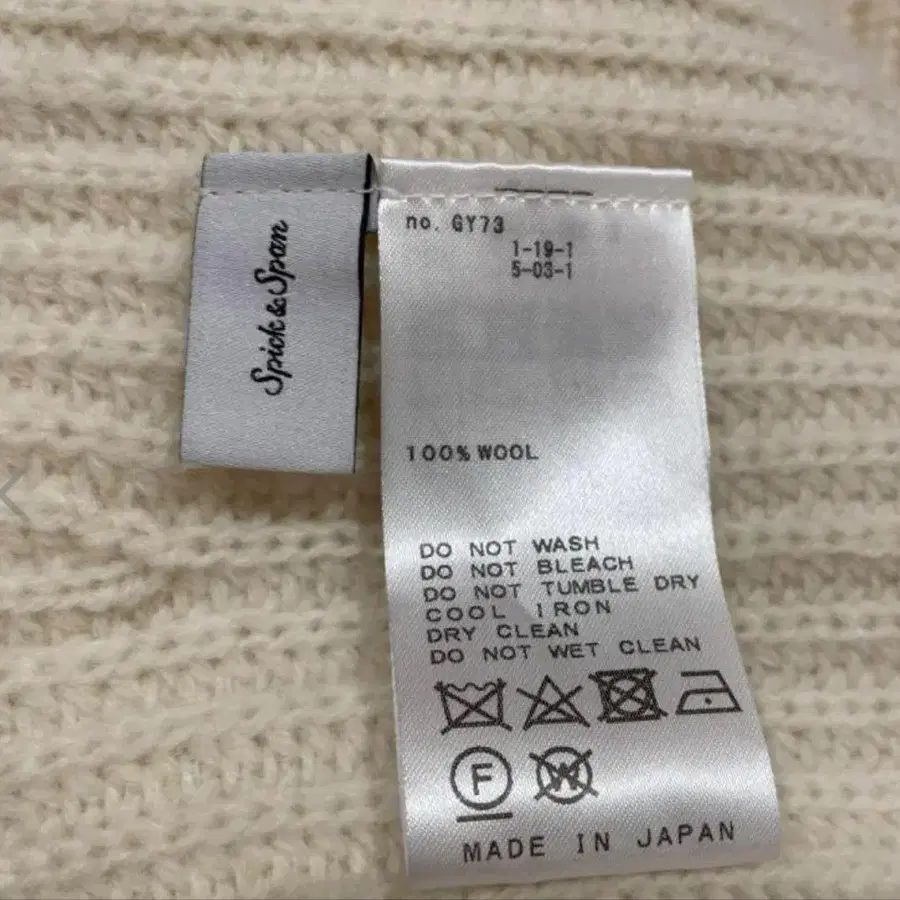 Spick & Span
no. GY73
1-19-1
5-03-1
100% WOOL
DO NOT WASH
DO NOT BLEACH
DO NOT TUMBLE DRY
COOL IRON
DRY CLEAN
DO NOT WET CLEAN
F W
MADE IN JAPAN